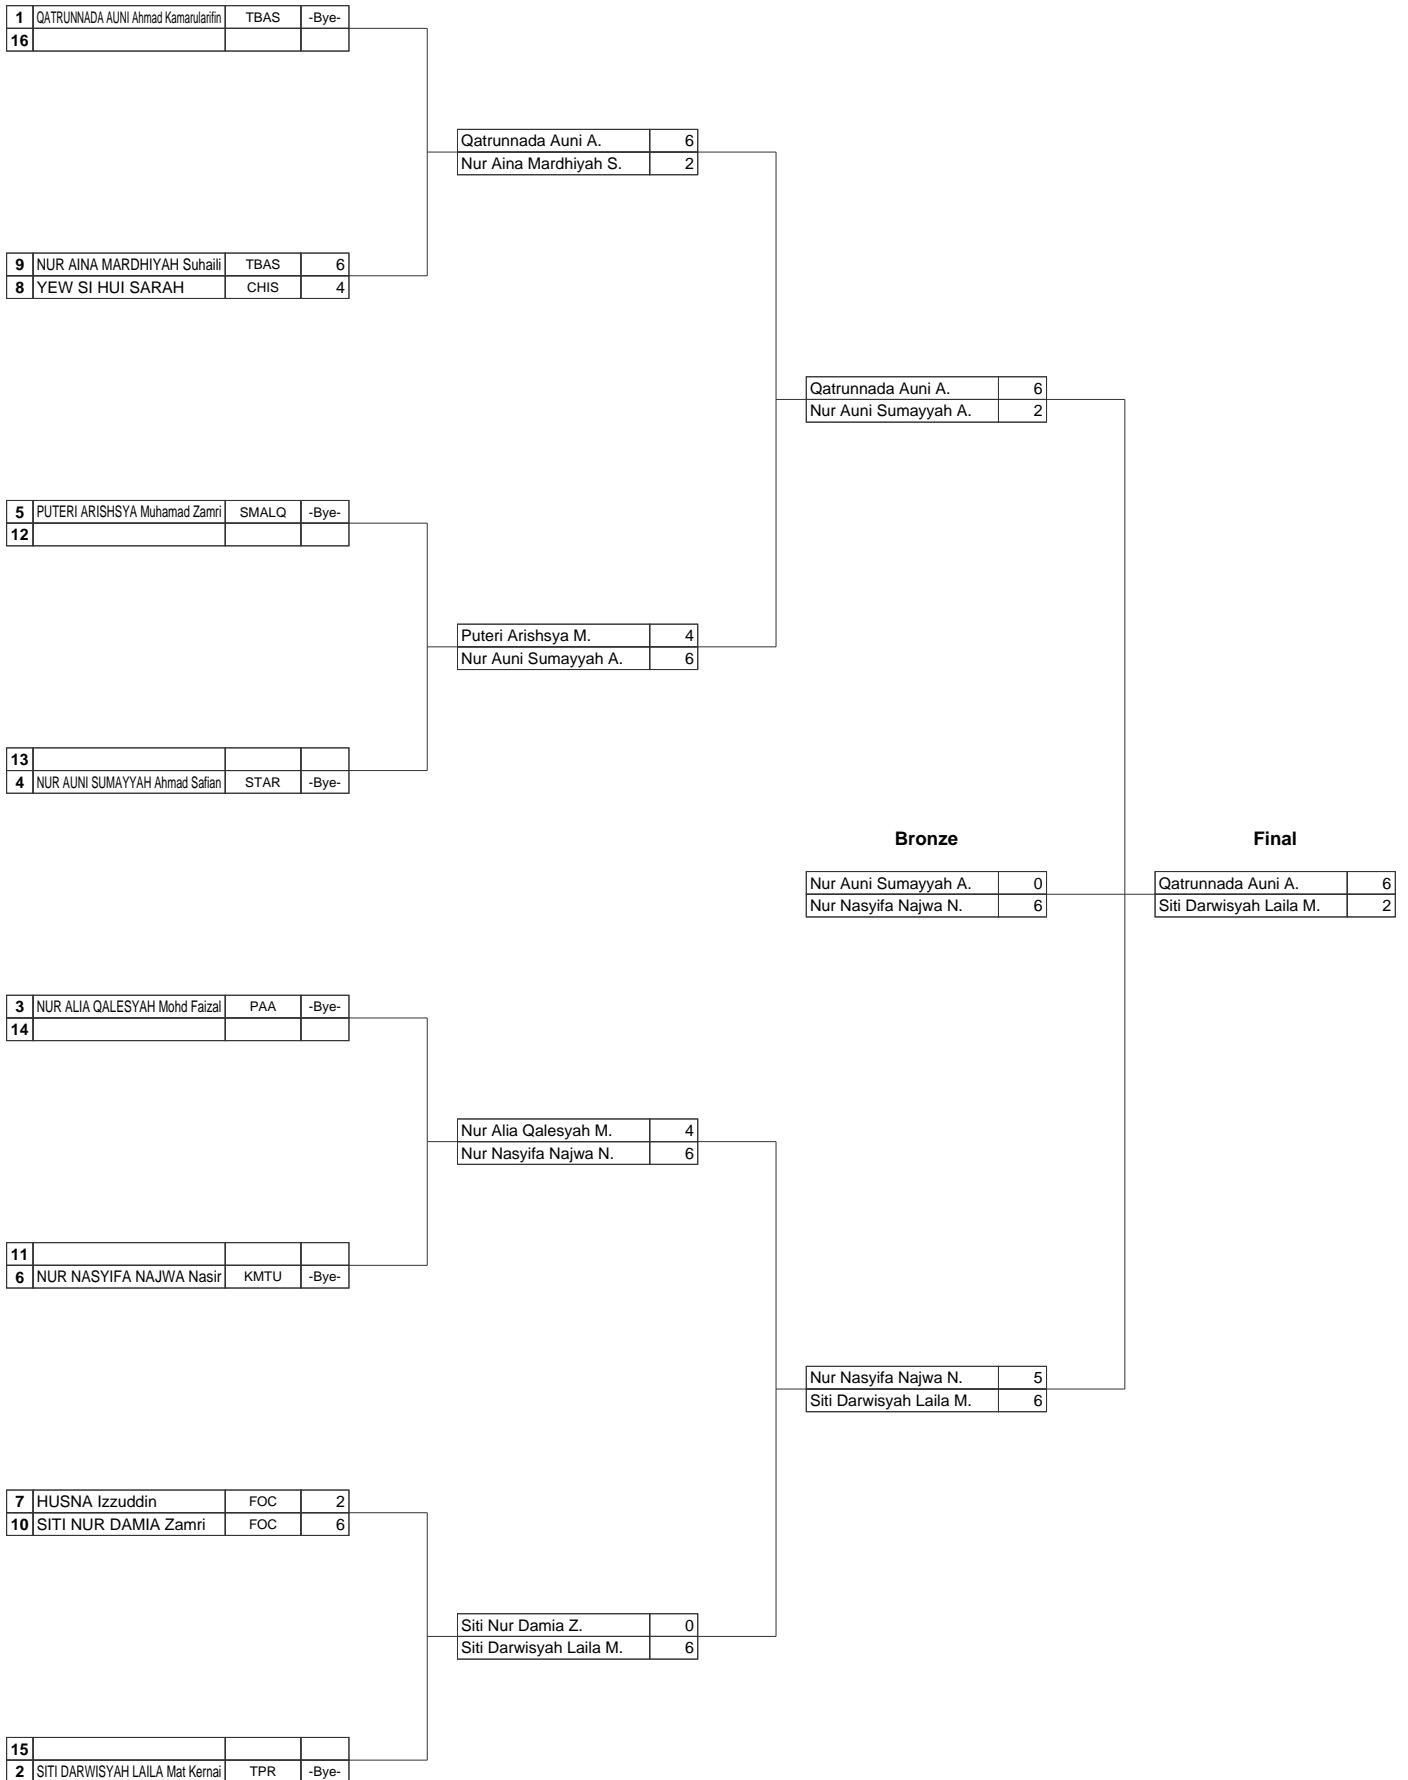 1 QATRUNNADA AUNI Ahmad Kamarularifin TBAS -Bye-
16
Qatrunnada Auni A. 6
Nur Aina Mardhiyah S. 2
9 NUR AINA MARDHIYAH Suhaili TBAS 6
8 YEW SI HUI SARAH CHIS 4
Qatrunnada Auni A. 6
Nur Auni Sumayyah A. 2
5 PUTERI ARISHSYA Muhamad Zamri SMALQ -Bye-
12
Puteri Arishsya M. 4
Nur Auni Sumayyah A. 6
13
4 NUR AUNI SUMAYYAH Ahmad Safian STAR -Bye-
Bronze Final
Nur Auni Sumayyah A. 0 Qatrunnada Auni A. 6
Nur Nasyifa Najwa N. 6 Siti Darwisyah Laila M. 2
3 NUR ALIA QALESYAH Mohd Faizal PAA -Bye-
14
Nur Alia Qalesyah M. 4
Nur Nasyifa Najwa N. 6
11
6 NUR NASYIFA NAJWA Nasir KMTU -Bye-
Nur Nasyifa Najwa N. 5
Siti Darwisyah Laila M. 6
7 HUSNA Izzuddin FOC 2
10 SITI NUR DAMIA Zamri FOC 6
Siti Nur Damia Z. 0
Siti Darwisyah Laila M. 6
15
2 SITI DARWISYAH LAILA Mat Kernai TPR -Bye-